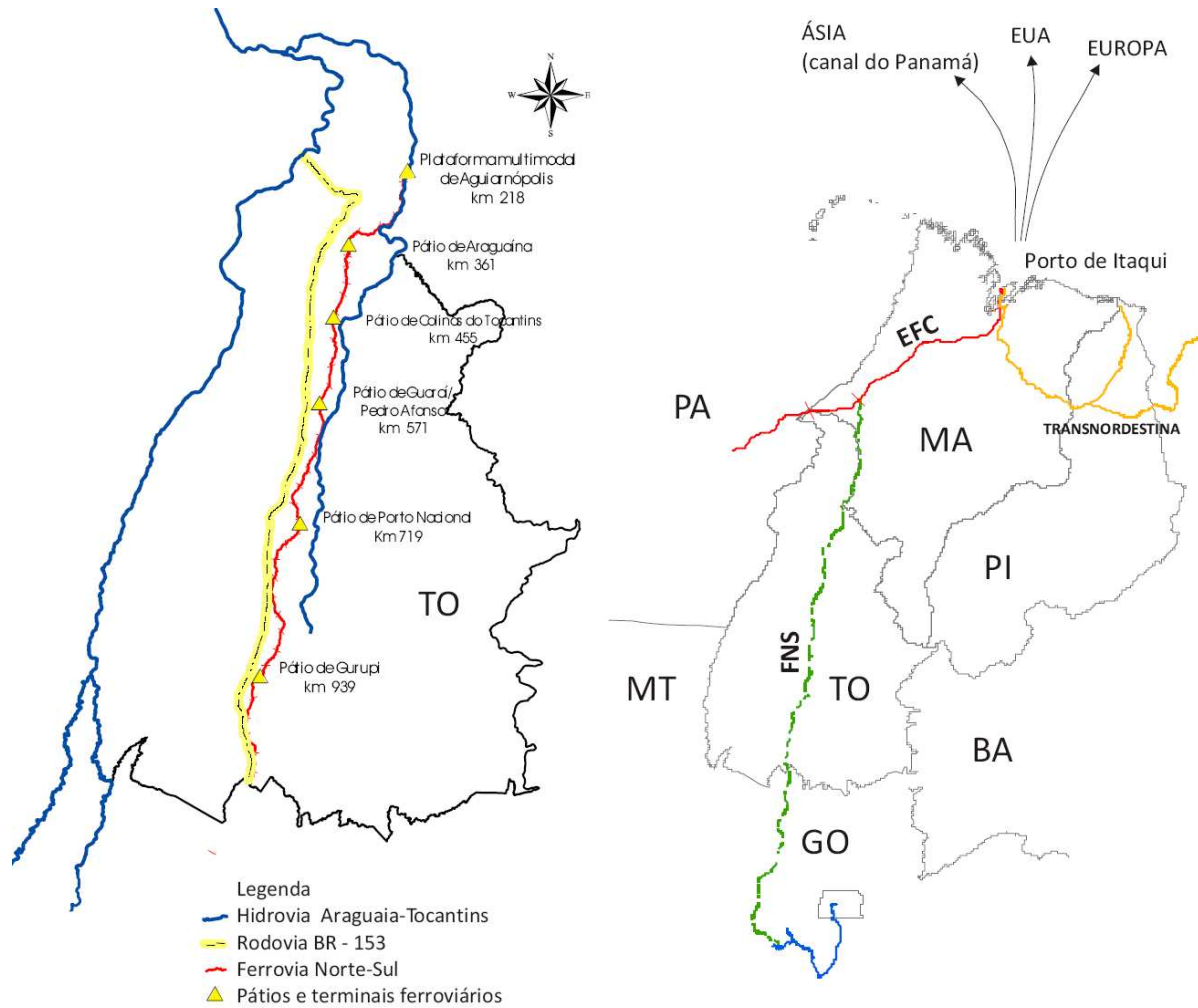 N
W
E
S
Plataforma multimodal
de Aguiarnópolis
km 218
Pátio de Araguaína
km 361
Pátio de Colinas do Tocantins
km 455
Pátio de Guaraí/
Pedro Afonso
km 571
Pátio de Porto Nacional
Km 719
TO
Pátio de Gurupi
km 939
Legenda
Hidrovia Araguaia-Tocantins
Rodovia BR - 153
Ferrovia Norte-Sul
Pátios e terminais ferroviários
ÁSIA
(canal do Panamá)
EUA
EUROPA
Porto de Itaqui
EFC
PA
MA
TRANSNORDESTINA
PI
FNS
MT
TO
BA
GO